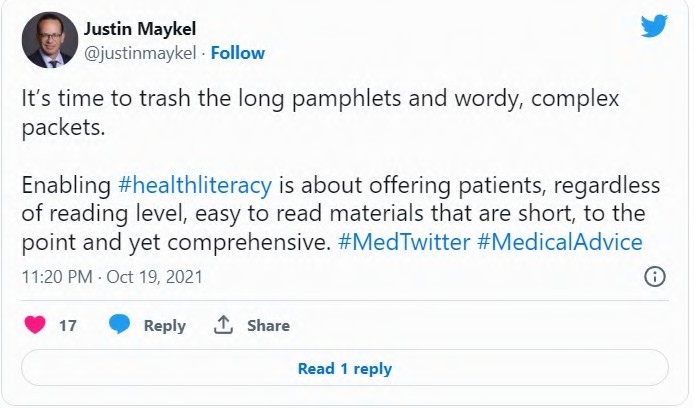 Justin Maykel
@justinmaykel · Follow
It’s time to trash the long pamphlets and wordy, complex
packets.
Enabling #healthliteracy is about offering patients, regardless
of reading level, easy to read materials that are short, to the
point and yet comprehensive. #MedTwitter #MedicalAdvice
11:20 PM · Oct 19, 2021
17 Reply Share
Read 1 reply